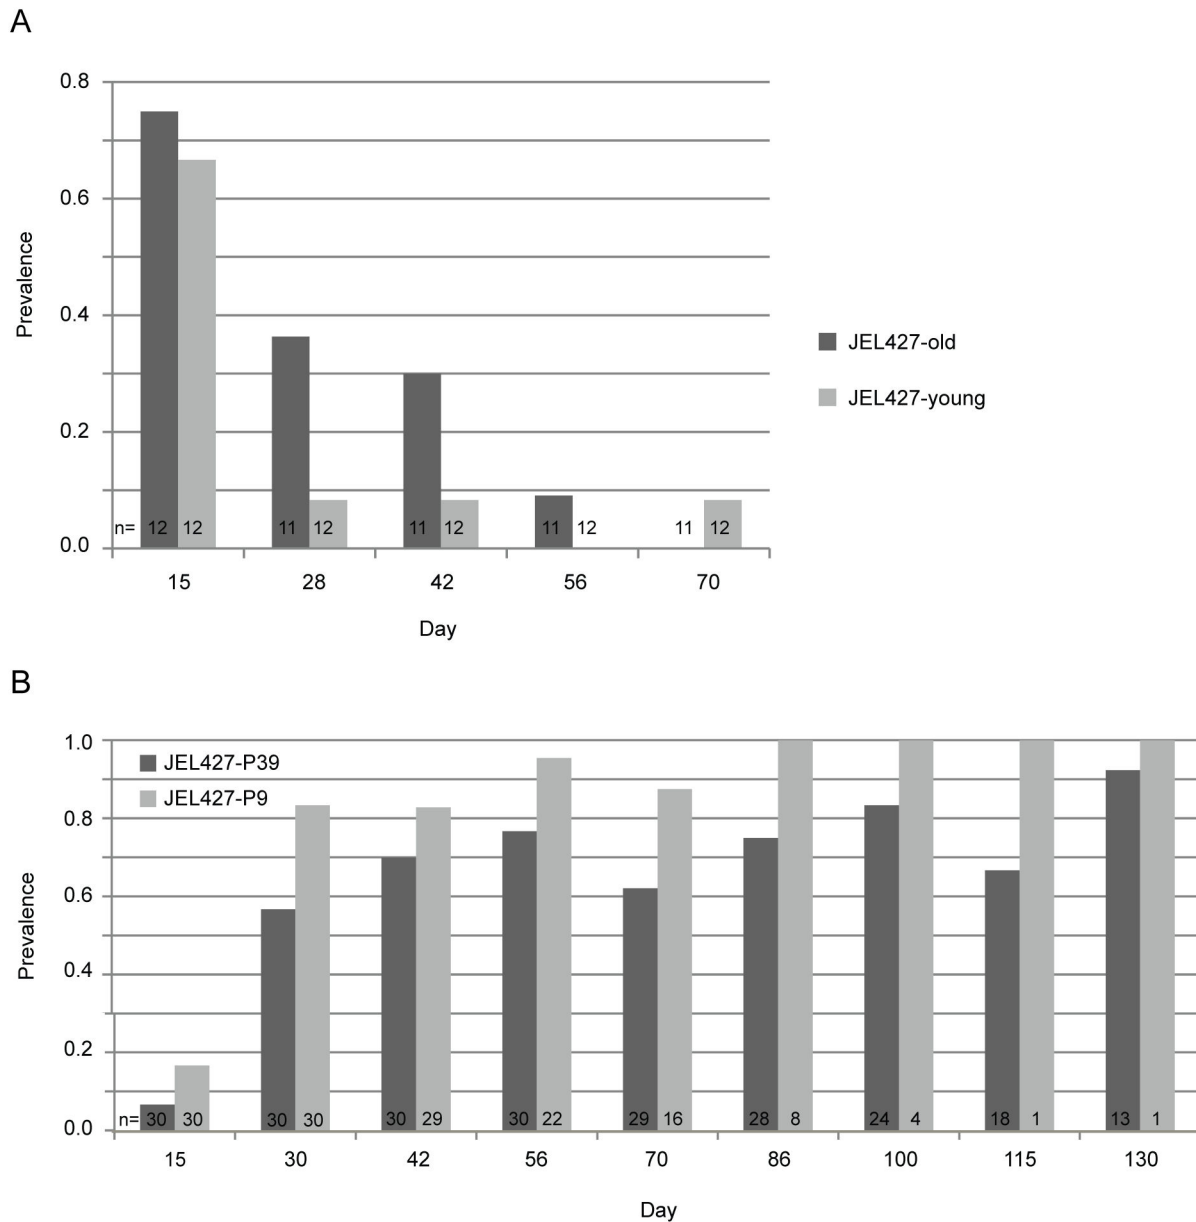 A
0.8
0.6
0.4
0.2
0.0
Prevalence
n= 12 12 11 12 11 12 11 12 11 12
15 28 42 56 70
Day
JEL427-old
JEL427-young
B
1.0
0.8
0.6
0.4
0.2
0.0
Prevalence
JEL427-P39
JEL427-P9
n= 30 30 30 30 30 29 30 22 29 16 28 8 24 4 18 1 13 1
15 30 42 56 70 86 100 115 130
Day